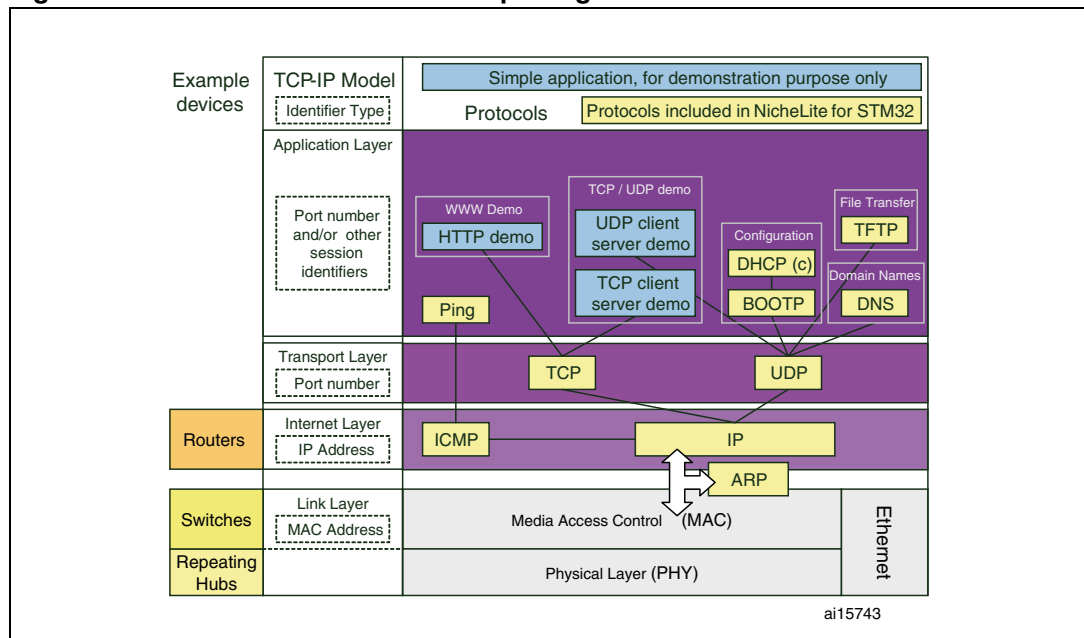 Example
devices
TCP-IP Model
Identifier Type
Simple application, for demonstration purpose only
Protocols
Protocols included in NicheLite for STM32
Application Layer
Port number
and/or other
session
identifiers
WWW Demo
HTTP demo
TCP / UDP demo
UDP client
server demo
TCP client
server demo
Configuration
DHCP (c)
BOOTP
File Transfer
TFTP
Domain Names
DNS
Ping
Transport Layer
Port number
TCP
UDP
Routers
Internet Layer
IP Address
ICMP
IP
ARP
Switches
Link Layer
MAC Address
Media Access Control (MAC)
Ethernet
Repeating
Hubs
Physical Layer (PHY)
ai15743